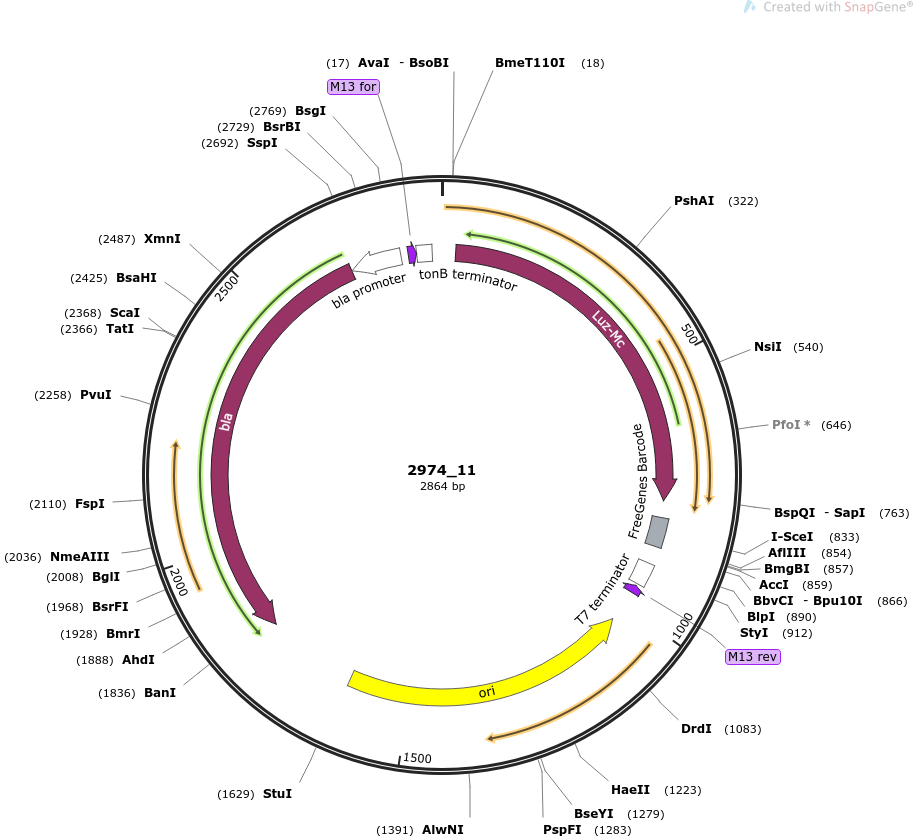 Created with SnapGene®
(17) AvaI - BsoBI
BmeT110I (18)
M13 for
(2769) BsgI
(2729) BsrBI
(2692) SspI
PshAI (322)
(2487) XmnI
(2425) BsaHI
(2368) ScaI
(2366) TatI
(2258) PvuI
(2110) FspI
(2036) NmeAIII
(2008) BglI
(1968) BsrFI
(1928) BmrI
(1888) AhdI
(1836) BanI
(1629) StuI
(1391) AlwNI
NsiI (540)
PfoI * (646)
BspQI - SapI (763)
I-SceI (833)
AflIII (854)
BmgBI (857)
AccI (859)
BbvCI - Bpu10I (866)
BlpI (890)
StyI (912)
M13 rev
DrdI (1083)
HaeII (1223)
BseYI (1279)
PspFI (1283)
bla promoter
tonB terminator
Luz-Mc
FreeGenes Barcode
T7 terminator
ori
bla
500
1000
1500
2000
2500
2974_11
2864 bp